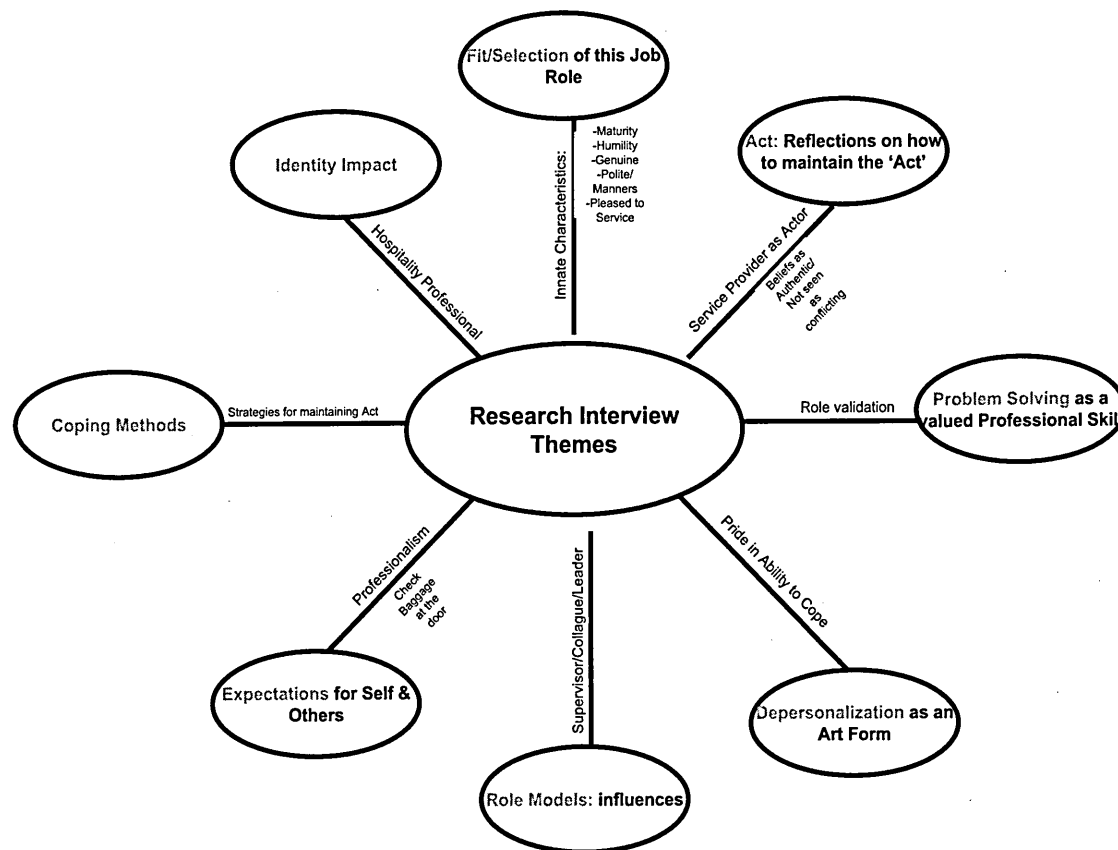 Fit/Selection of this Job
Role
Innate Characteristics:
-Maturity
-Humility
-Genuine
-Polite/
Manners
-Pleased to
Service
Act: Reflections on how
to maintain the 'Act'
Service Provider as Actor
Beliefs as
Authentic/
Not seen
as
conflicting
Identity Impact
Hospitality Professional
Coping Methods
Strategies for maintaining Act
Research Interview
Themes
Role validation
Problem Solving as a
valued Professional Skil
Professionalism
Check
Baggage
at the
door
Expectations for Self &
Others
Supervisor/Collague/Leader
Role Models: influences
Pride in Ability to Cope
Depersonalization as an
Art Form